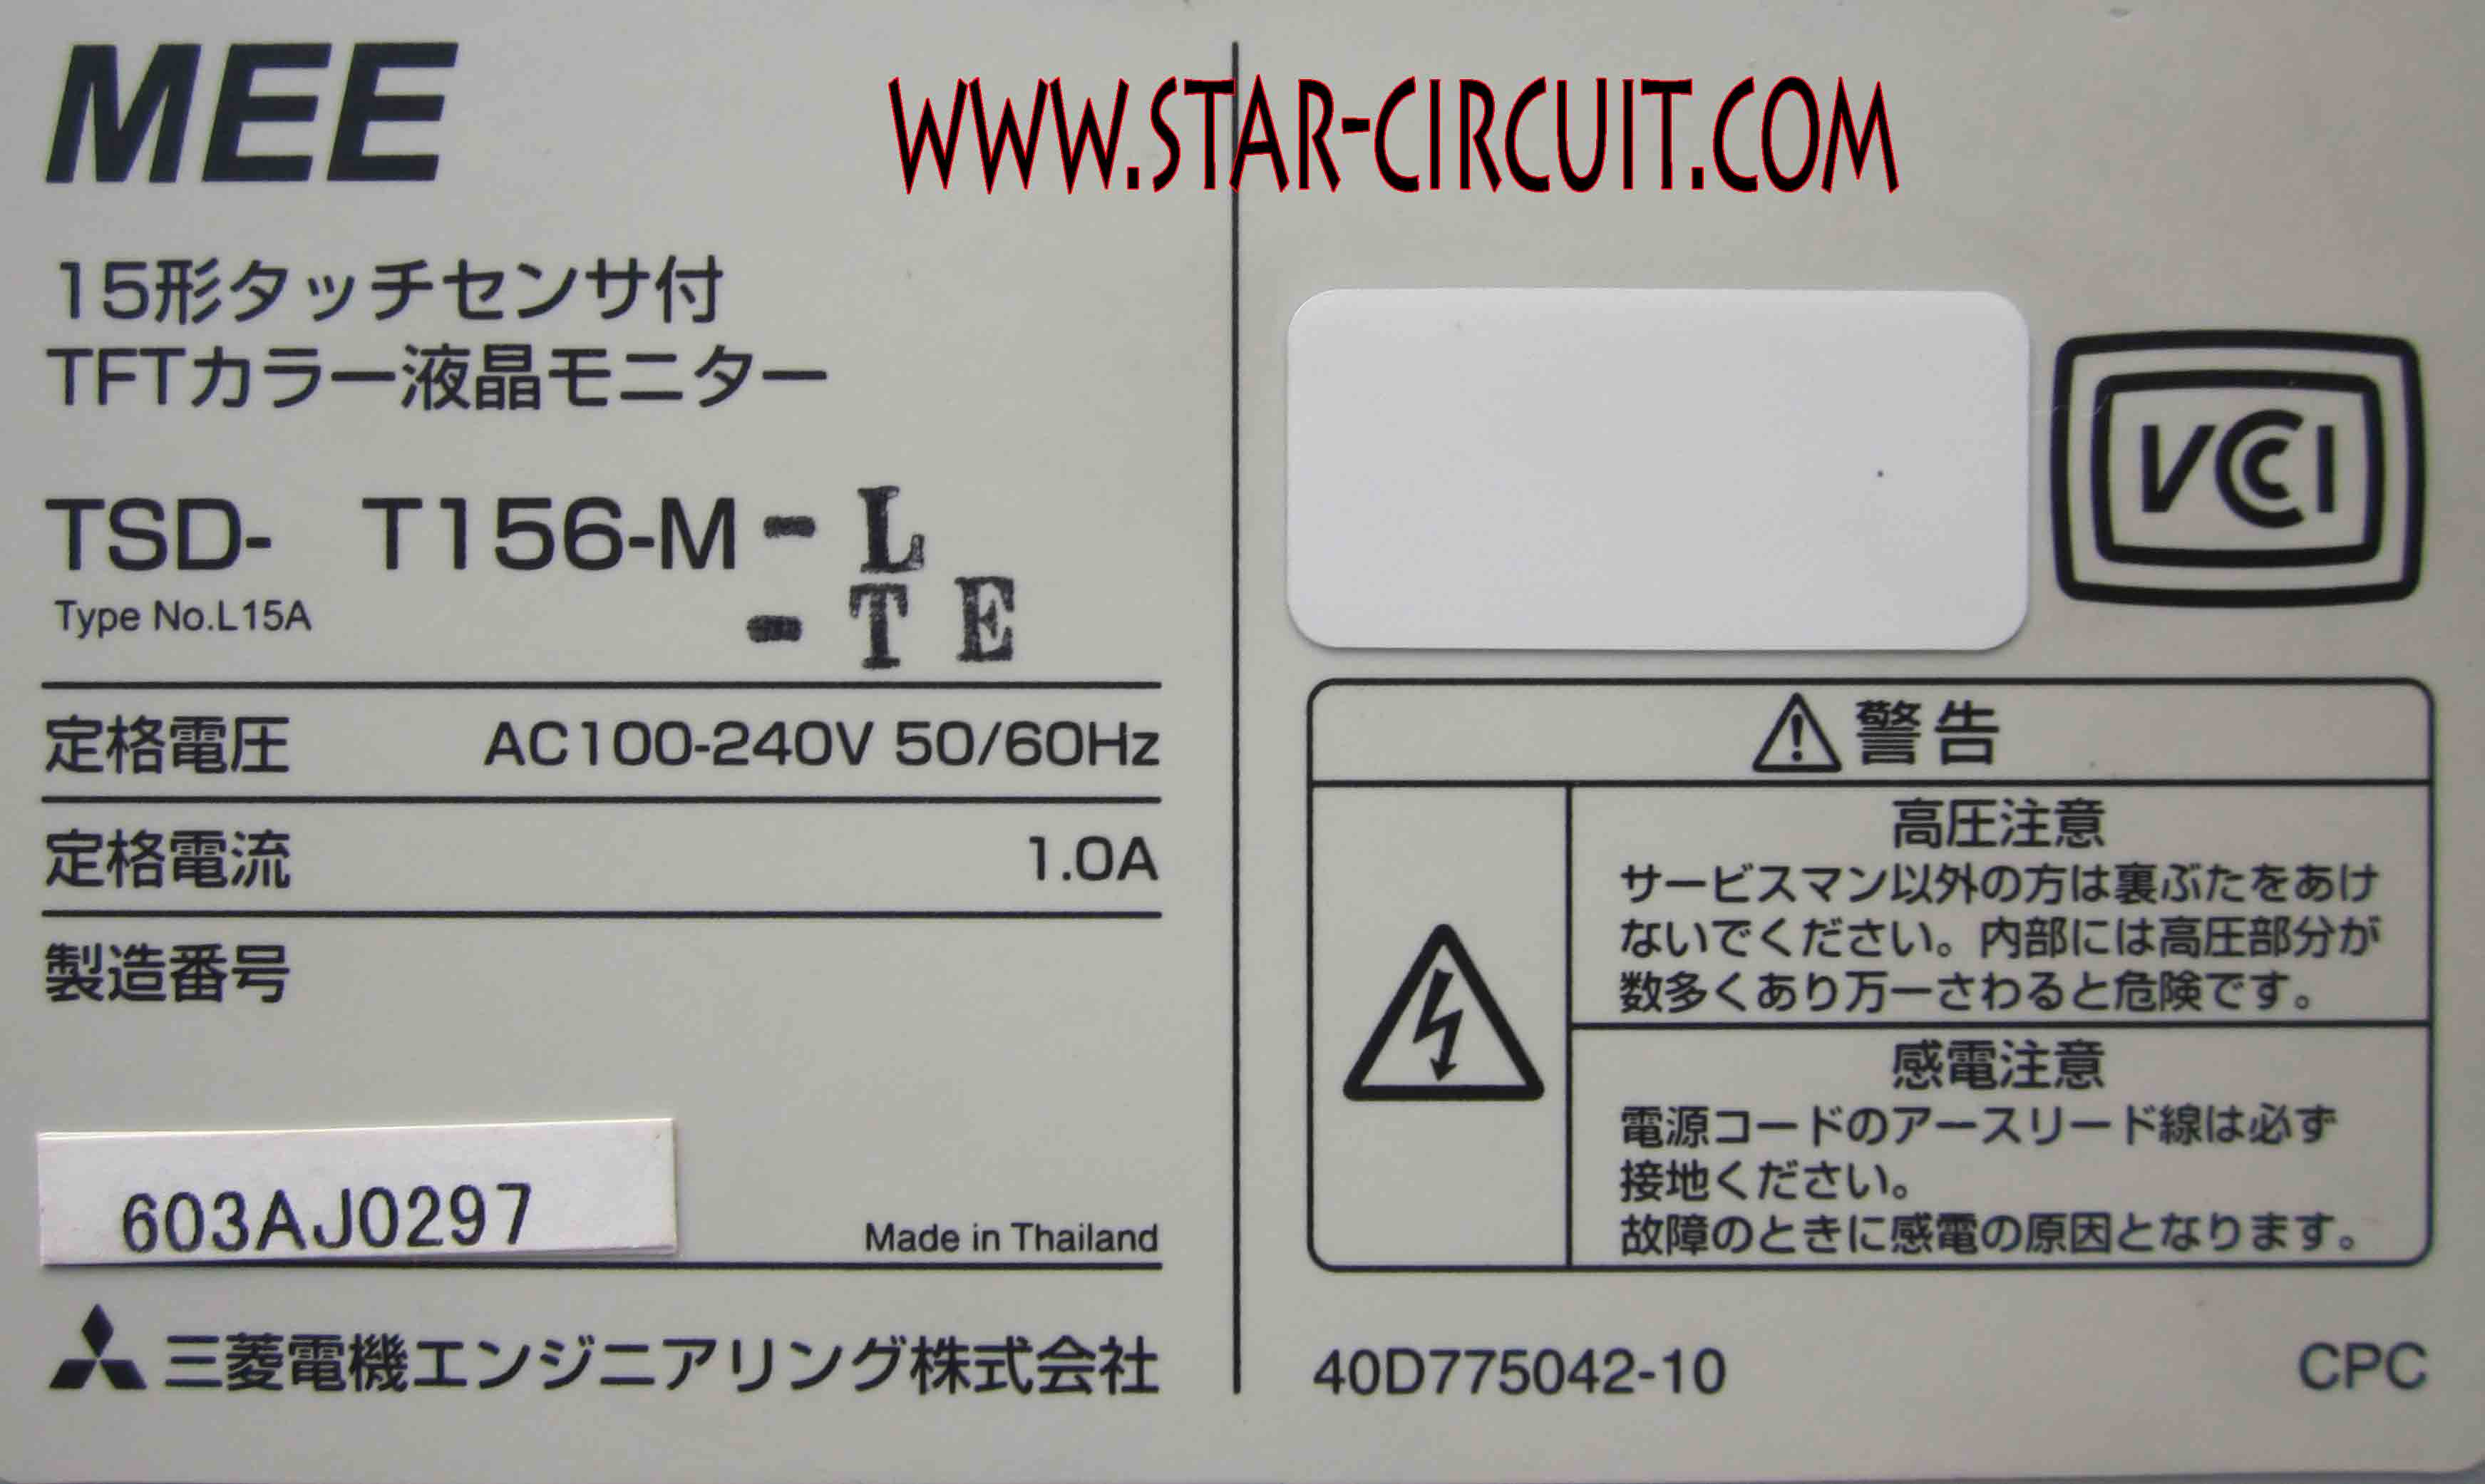 MEE
WWW.STAR-CIRCUIT.COM
15形タッチセンサ付
TFTカラー液晶モニター
TSD- T156-M-L
-TE
Type No.L15A
定格電圧 AC100-240V 50/60Hz
定格電流 1.0A
製造番号
603AJ0297
Made in Thailand
三菱電機エンジニアリング株式会社
VCCI
警告
高圧注意
サービスマン以外の方は裏ぶたをあけ
ないでください。内部には高圧部分が
数多くあり万一さわると危険です。
感電注意
電源コードのアースリード線は必ず
接地ください。
故障のときに感電の原因となります。
40D775042-10
CPC